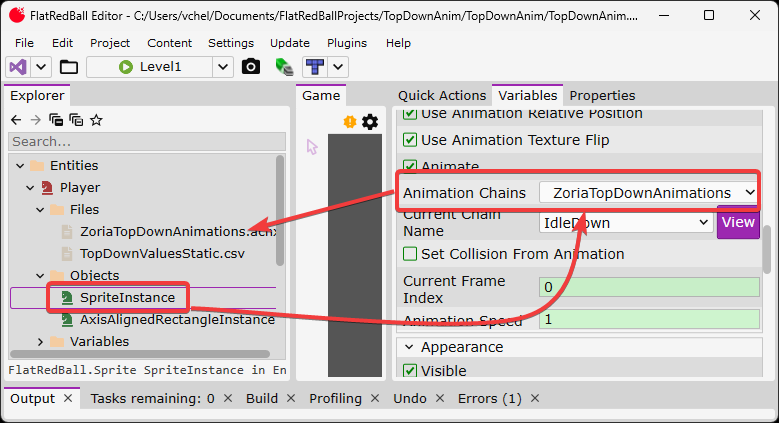 FlatRedBall Editor - C:/Users/vchel/Documents/FlatRedBallProjects/TopDownAnim/TopDownAnim/TopDownAnim....
File Edit Project Content Settings Update Plugins Help
Level1
Explorer
Search...
Entities
Player
Files
ZoriaTopDownAnimations.achx
TopDownValuesStatic.csv
Objects
SpriteInstance
AxisAlignedRectangleInstance
Variables
FlatRedBall.Sprite SpriteInstance in En
Game
Quick Actions Variables Properties
Use Animation Relative Position
Use Animation Texture Flip
Animate
Animation Chains ZoriaTopDownAnimations
Current Chain Name IdleDown View
Set Collision From Animation
Current Frame Index 0
Animation Speed 1
Appearance
Visible
Output Tasks remaining: 0 Build Profiling Undo Errors (1)